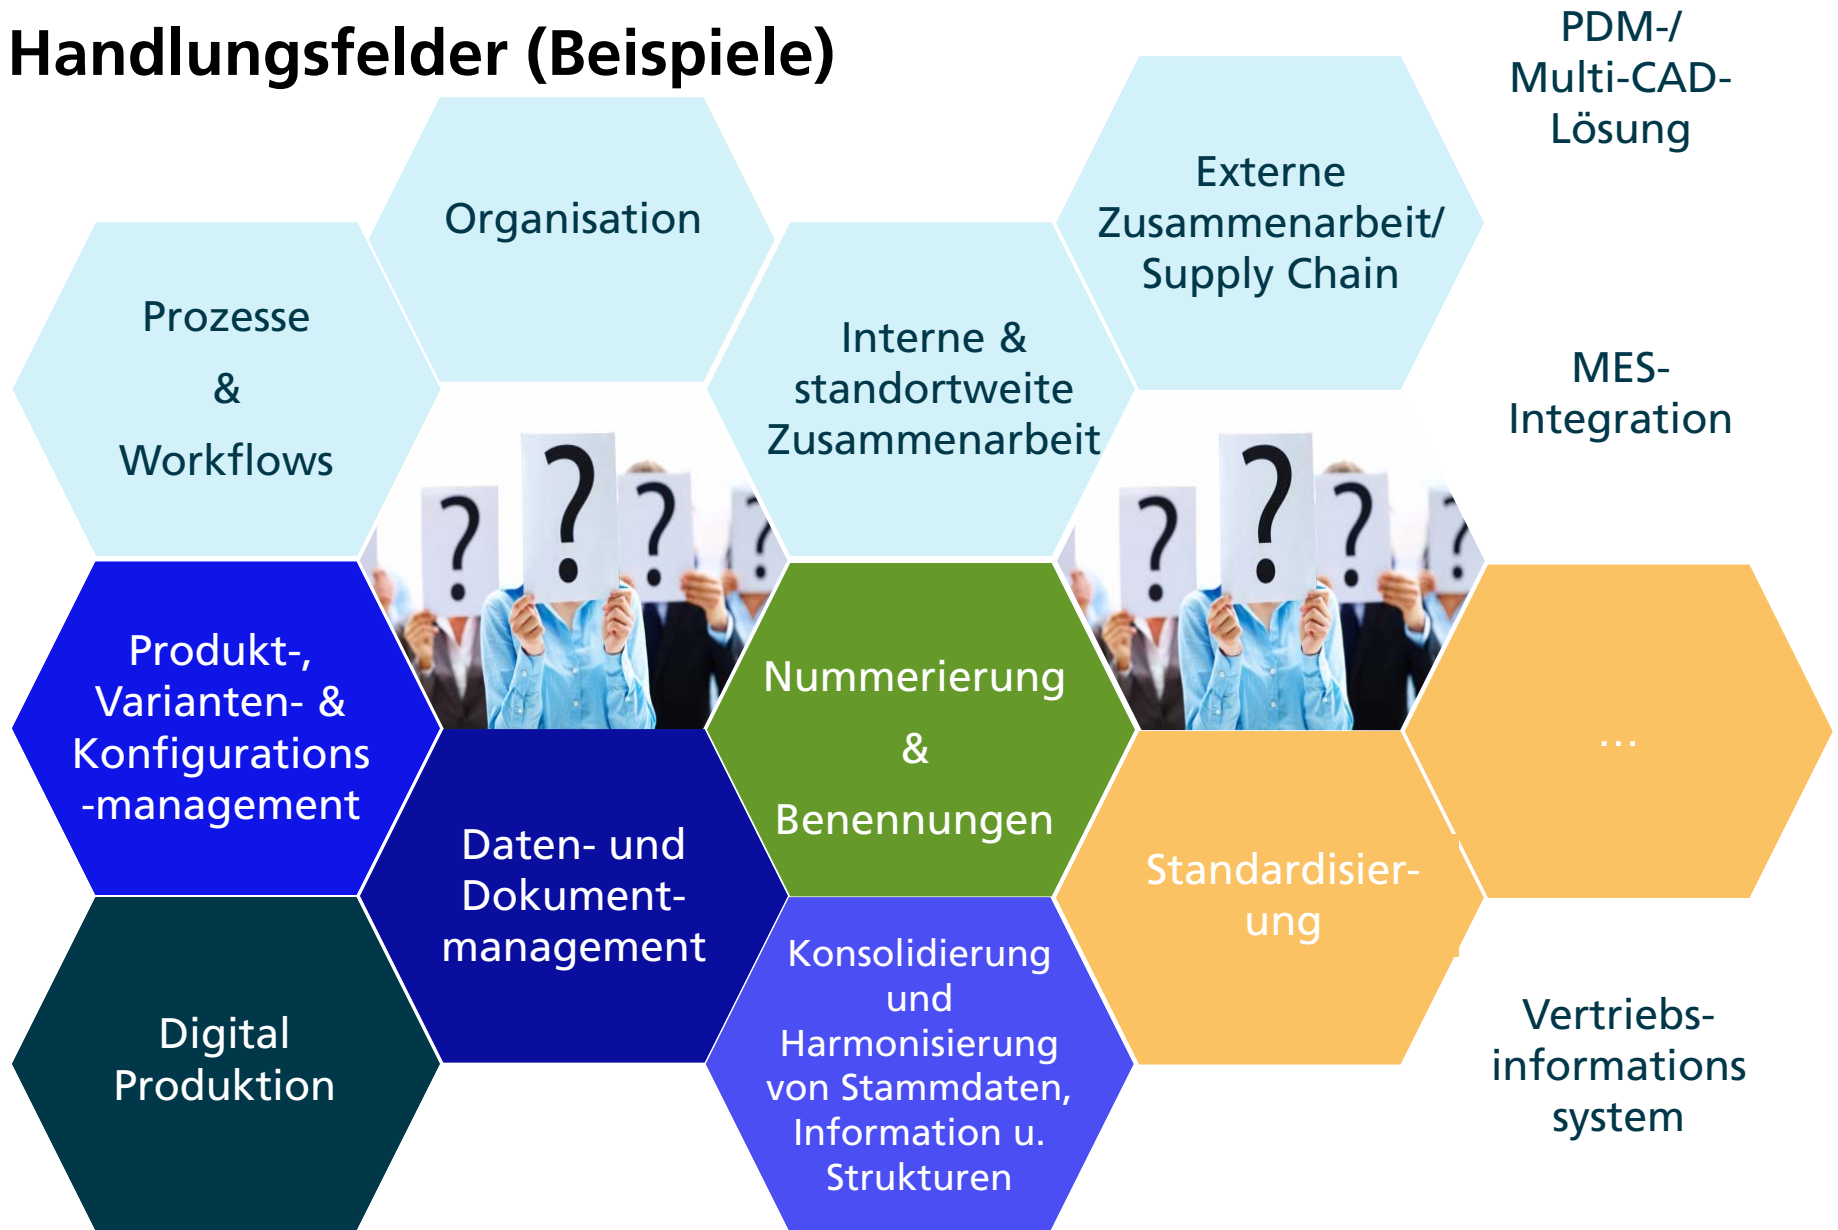 Handlungsfelder (Beispiele)
PDM-/
Multi-CAD-
Lösung
Organisation
Externe
Zusammenarbeit/
Supply Chain
Prozesse
&
Workflows
Interne &
standortweite
Zusammenarbeit
MES-
Integration
?
?
?
?
?
?
?
?
Produkt-,
Varianten- &
Konfigurations
-management
Nummerierung
&
Benennungen
...
Daten- und
Dokument-
management
Standardisier-
ung
Digital
Produktion
Konsolidierung
und
Harmonisierung
von Stammdaten,
Information u.
Strukturen
Vertriebs-
informations
system